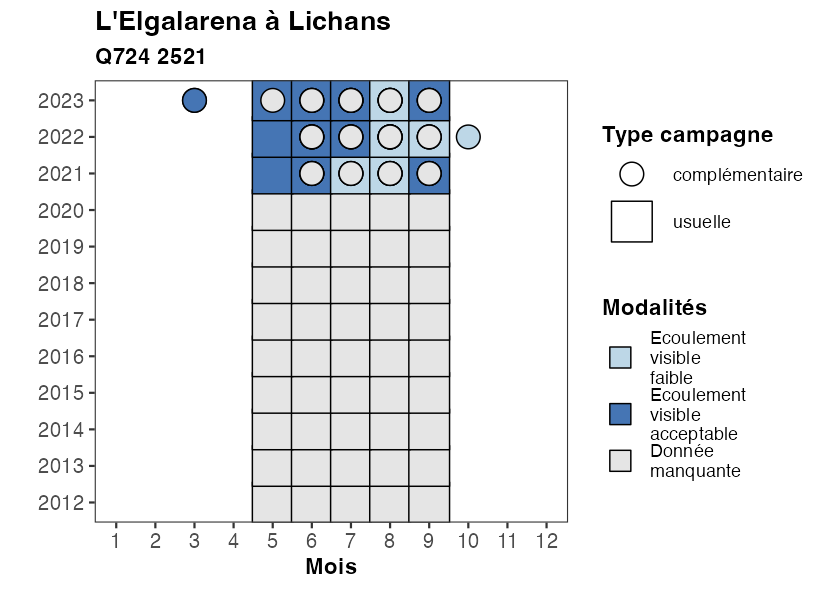 L'Elgalarena à Lichans
Q724 2521
2023
2022
2021
2020
2019
2018
2017
2016
2015
2014
2013
2012
1 2 3 4 5 6 7 8 9 10 11 12
Mois
Type campagne
complémentaire
usuelle
Modalités
Ecoulement
visible
faible
Ecoulement
visible
acceptable
Donnée
manquante